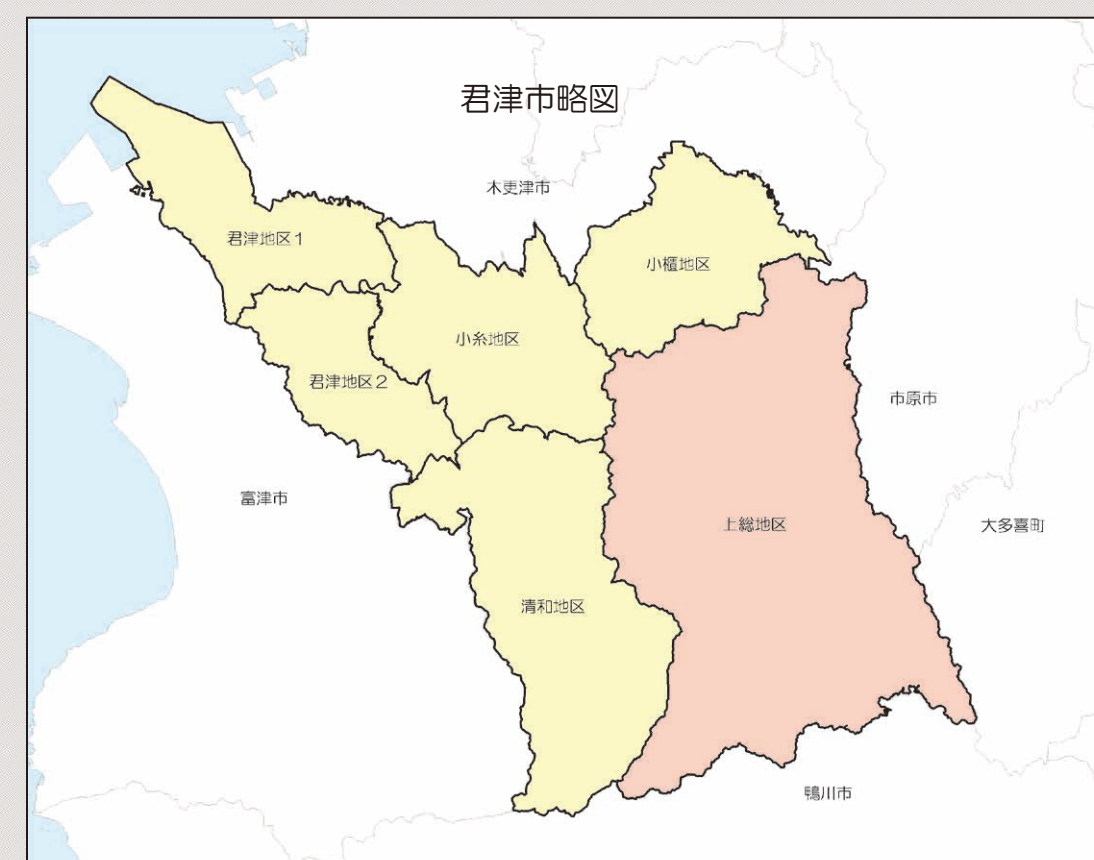 君津市略図
木更津市
君津地区1
小櫃地区
小糸地区
君津地区2
市原市
富津市
上総地区
大多喜町
清和地区
鴨川市